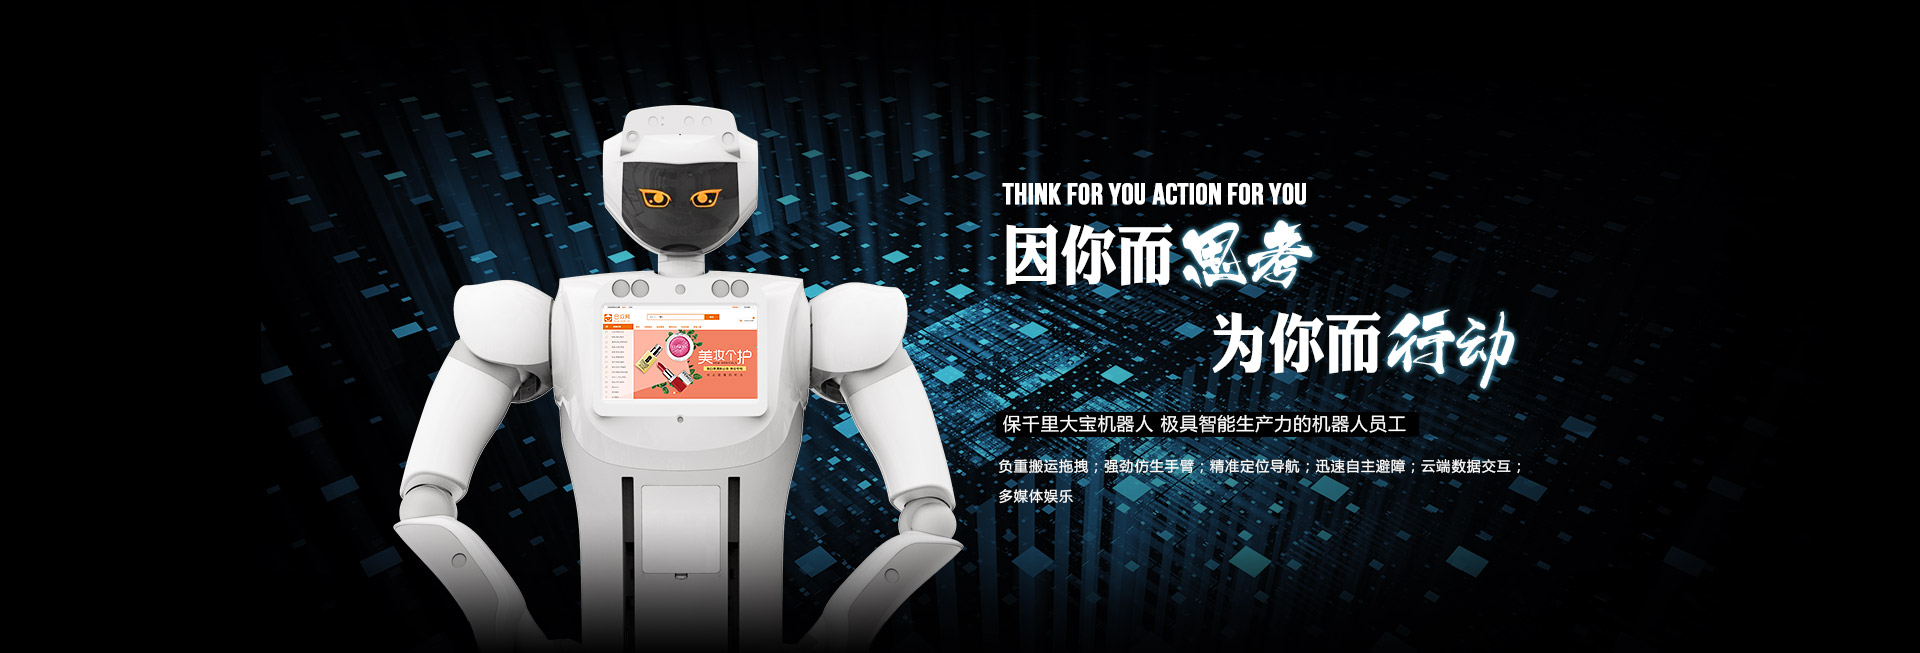 THINK FOR YOU ACTION FOR YOU
因你而思考
为你而行动
保千里大宝机器人 极具智能生产力的机器人员工
负重搬运拖拽；强劲仿生手臂；精准定位导航；迅速自主避障；云端数据交互；
多媒体娱乐
美妆个护